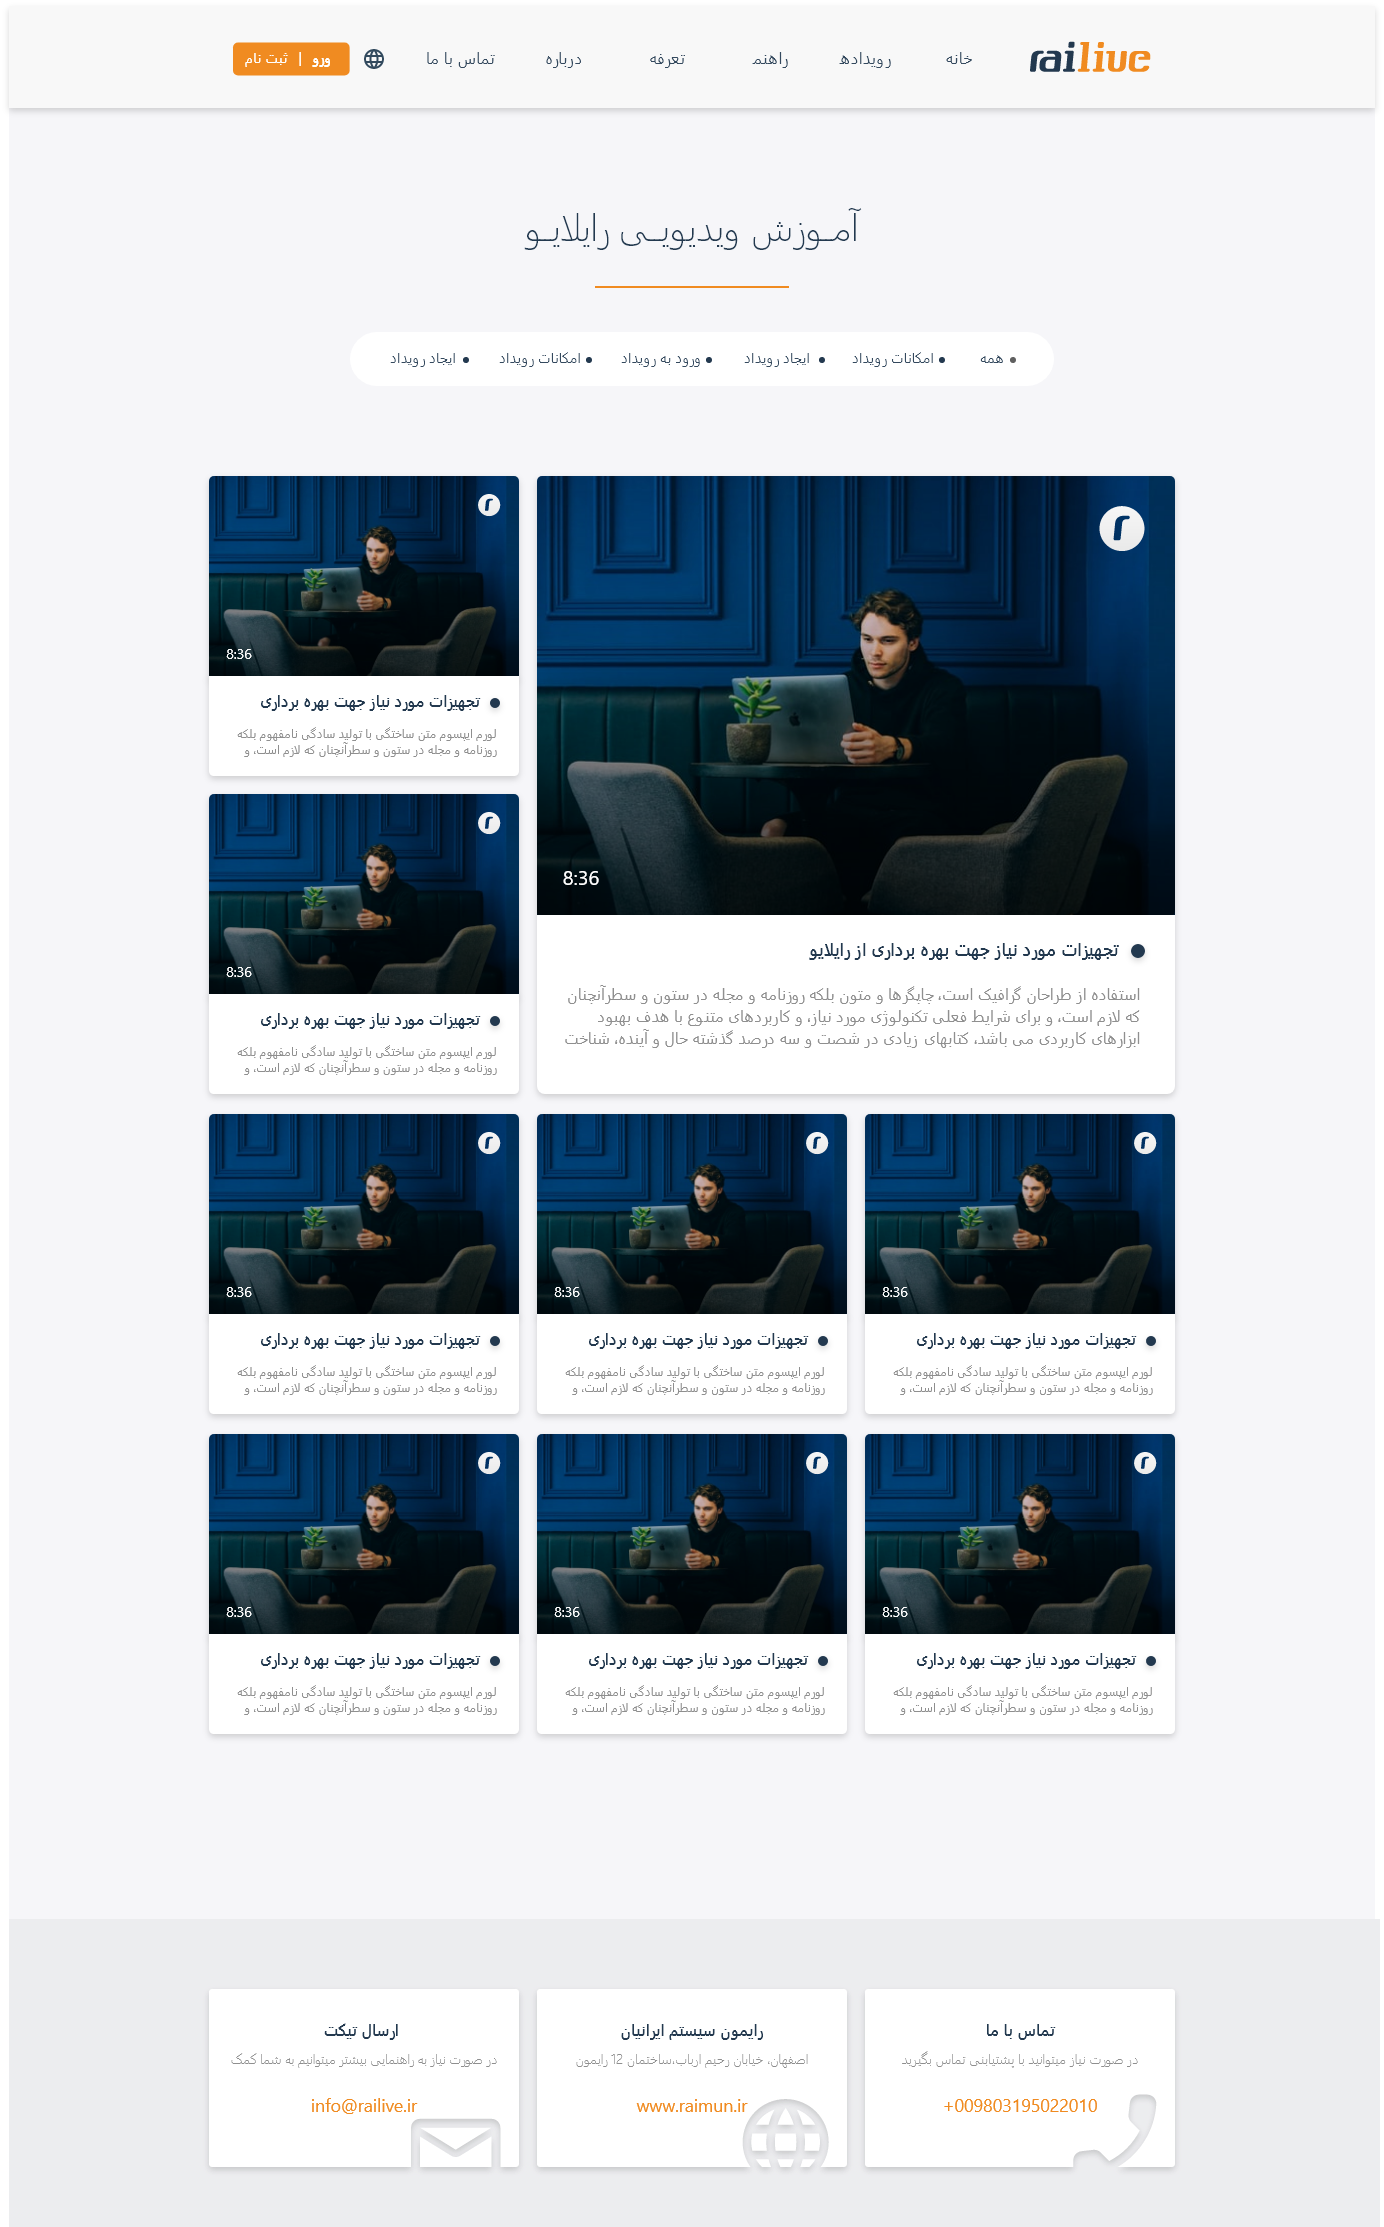 railive
خانه
رویداده
راهنم
تعرفه
درباره
تماس با ما
ورو | ثبت نام
آمـوزش ویدیویـی رایلایـو
همه
امکانات رویداد
ایجاد رویداد
ورود به رویداد
امکانات رویداد
ایجاد رویداد
8:36
تجهیزات مورد نیاز جهت بهره برداری از رایلایو
استفاده از طراحان گرافیک است، چاپگرها و متون بلکه روزنامه و مجله در ستون و سطرآنچنان
که لازم است، و برای شرایط فعلی تکنولوژی مورد نیاز، و کاربردهای متنوع با هدف بهبود
ابزارهای کاربردی می باشد، کتابهای زیادی در شصت و سه درصد گذشته حال و آینده، شناخت
8:36
تجهیزات مورد نیاز جهت بهره برداری
لورم ایپسوم متن ساختگی با تولید سادگی نامفهوم بلکه
روزنامه و مجله در ستون و سطرآنچنان که لازم است، و
8:36
تجهیزات مورد نیاز جهت بهره برداری
لورم ایپسوم متن ساختگی با تولید سادگی نامفهوم بلکه
روزنامه و مجله در ستون و سطرآنچنان که لازم است، و
8:36
تجهیزات مورد نیاز جهت بهره برداری
لورم ایپسوم متن ساختگی با تولید سادگی نامفهوم بلکه
روزنامه و مجله در ستون و سطرآنچنان که لازم است، و
8:36
تجهیزات مورد نیاز جهت بهره برداری
لورم ایپسوم متن ساختگی با تولید سادگی نامفهوم بلکه
روزنامه و مجله در ستون و سطرآنچنان که لازم است، و
8:36
تجهیزات مورد نیاز جهت بهره برداری
لورم ایپسوم متن ساختگی با تولید سادگی نامفهوم بلکه
روزنامه و مجله در ستون و سطرآنچنان که لازم است، و
8:36
تجهیزات مورد نیاز جهت بهره برداری
لورم ایپسوم متن ساختگی با تولید سادگی نامفهوم بلکه
روزنامه و مجله در ستون و سطرآنچنان که لازم است، و
8:36
تجهیزات مورد نیاز جهت بهره برداری
لورم ایپسوم متن ساختگی با تولید سادگی نامفهوم بلکه
روزنامه و مجله در ستون و سطرآنچنان که لازم است، و
8:36
تجهیزات مورد نیاز جهت بهره برداری
لورم ایپسوم متن ساختگی با تولید سادگی نامفهوم بلکه
روزنامه و مجله در ستون و سطرآنچنان که لازم است، و
تماس با ما
در صورت نیاز میتوانید با پشتیابنی تماس بگیرید
+009803195022010
رایمون سیستم ایرانیان
اصفهان، خیابان رحیم ارباب،ساختمان 12 رایمون
www.raimun.ir
ارسال تیکت
در صورت نیاز به راهنمایی بیشتر میتوانیم به شما کمک
info@railive.ir